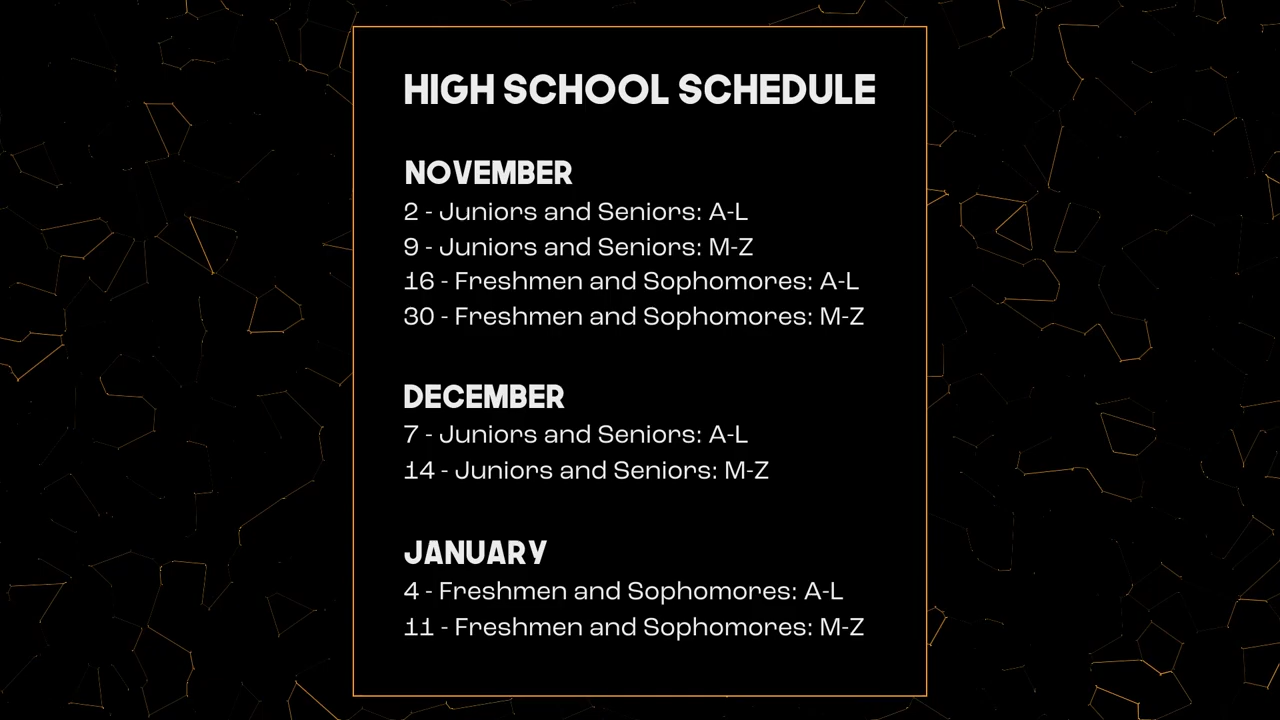 HIGH SCHOOL SCHEDULE
NOVEMBER
2 - Juniors and Seniors: A-L
9 - Juniors and Seniors: M-Z
16 - Freshmen and Sophomores: A-L
30 - Freshmen and Sophomores: M-Z
DECEMBER
7 - Juniors and Seniors: A-L
14 - Juniors and Seniors: M-Z
JANUARY
4 - Freshmen and Sophomores: A-L
11 - Freshmen and Sophomores: M-Z